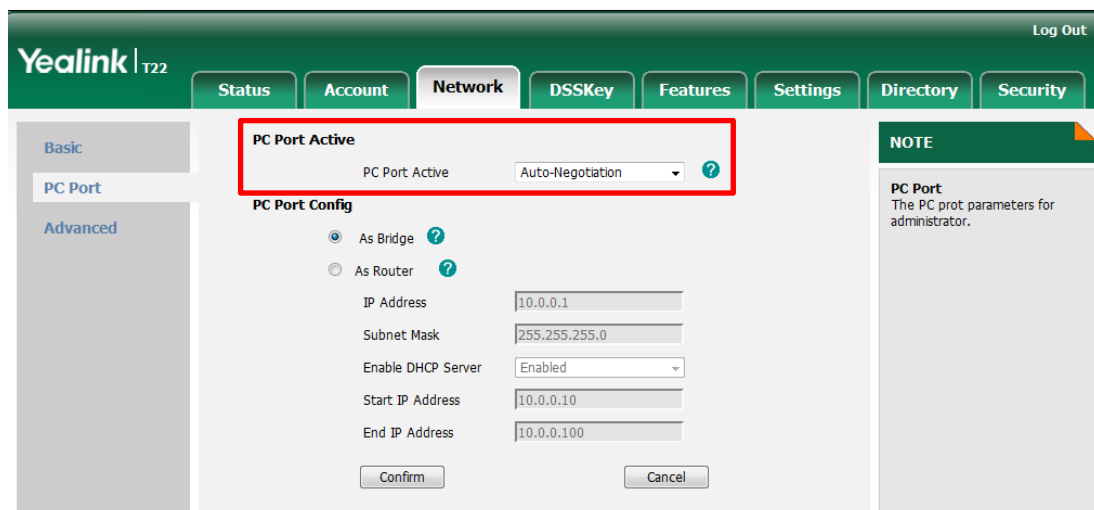 Log Out
Yealink | T22
Status Account Network DSSKey Features Settings Directory Security
Basic
PC Port
Advanced
PC Port Active
PC Port Active Auto-Negotiation ?
PC Port Config
As Bridge ?
As Router ?
IP Address 10.0.0.1
Subnet Mask 255.255.255.0
Enable DHCP Server Enabled
Start IP Address 10.0.0.10
End IP Address 10.0.0.100
Confirm Cancel
NOTE
PC Port
The PC prot parameters for
administrator.